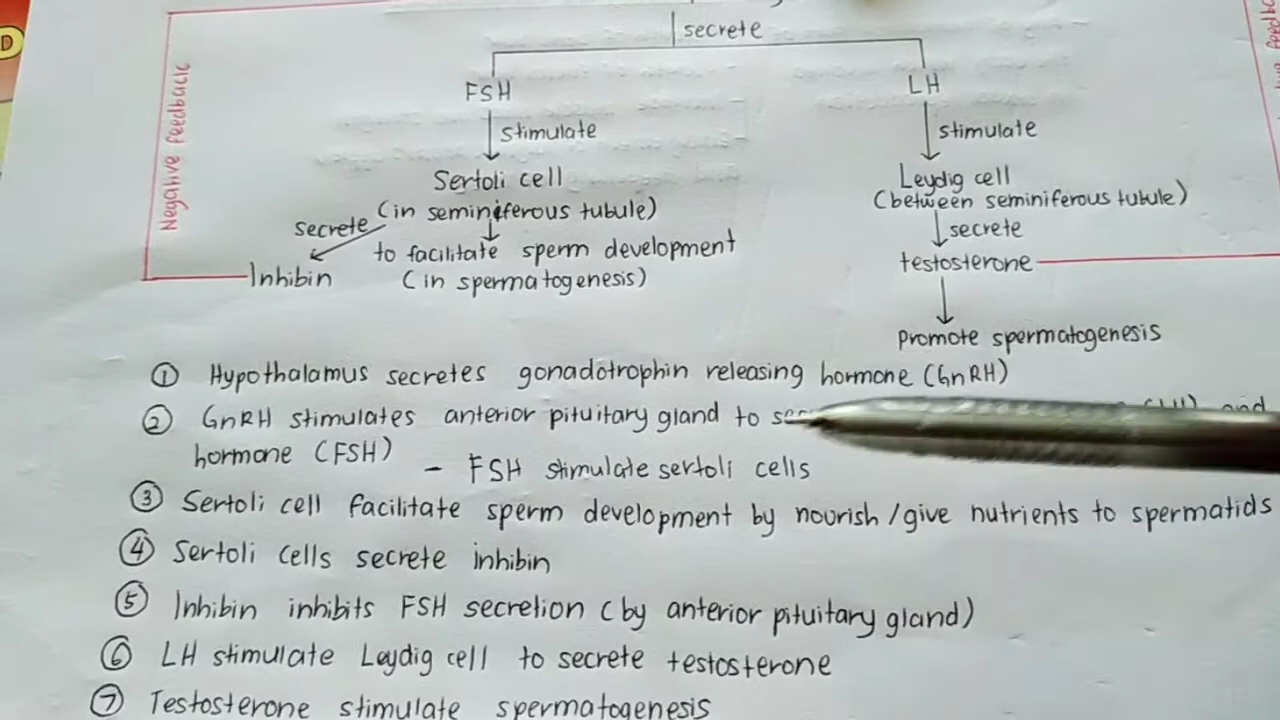 D
secrete
FSH
LH
stimulate
stimulate
Sertoli cell
(in seminiferous tubule)
Leydig cell
(between seminiferous tubule)
secrete
secrete
to facilitate sperm development
(in spermatogenesis)
Inhibin
testosterone
Promote spermatogenesis
Negative feedback
① Hypothalamus secretes gonadotrophin releasing hormone (GnRH)
② GnRH stimulates anterior pituitary gland to (LH) and
hormone (FSH) - FSH stimulate sertoli cells
③ Sertoli cell facilitate sperm development by nourish/give nutrients to spermatids
④ Sertoli cells secrete inhibin
⑤ Inhibin inhibits FSH secretion (by anterior pituitary gland)
⑥ LH stimulate Leydig cell to secrete testosterone
⑦ Testosterone stimulate spermatogenesis